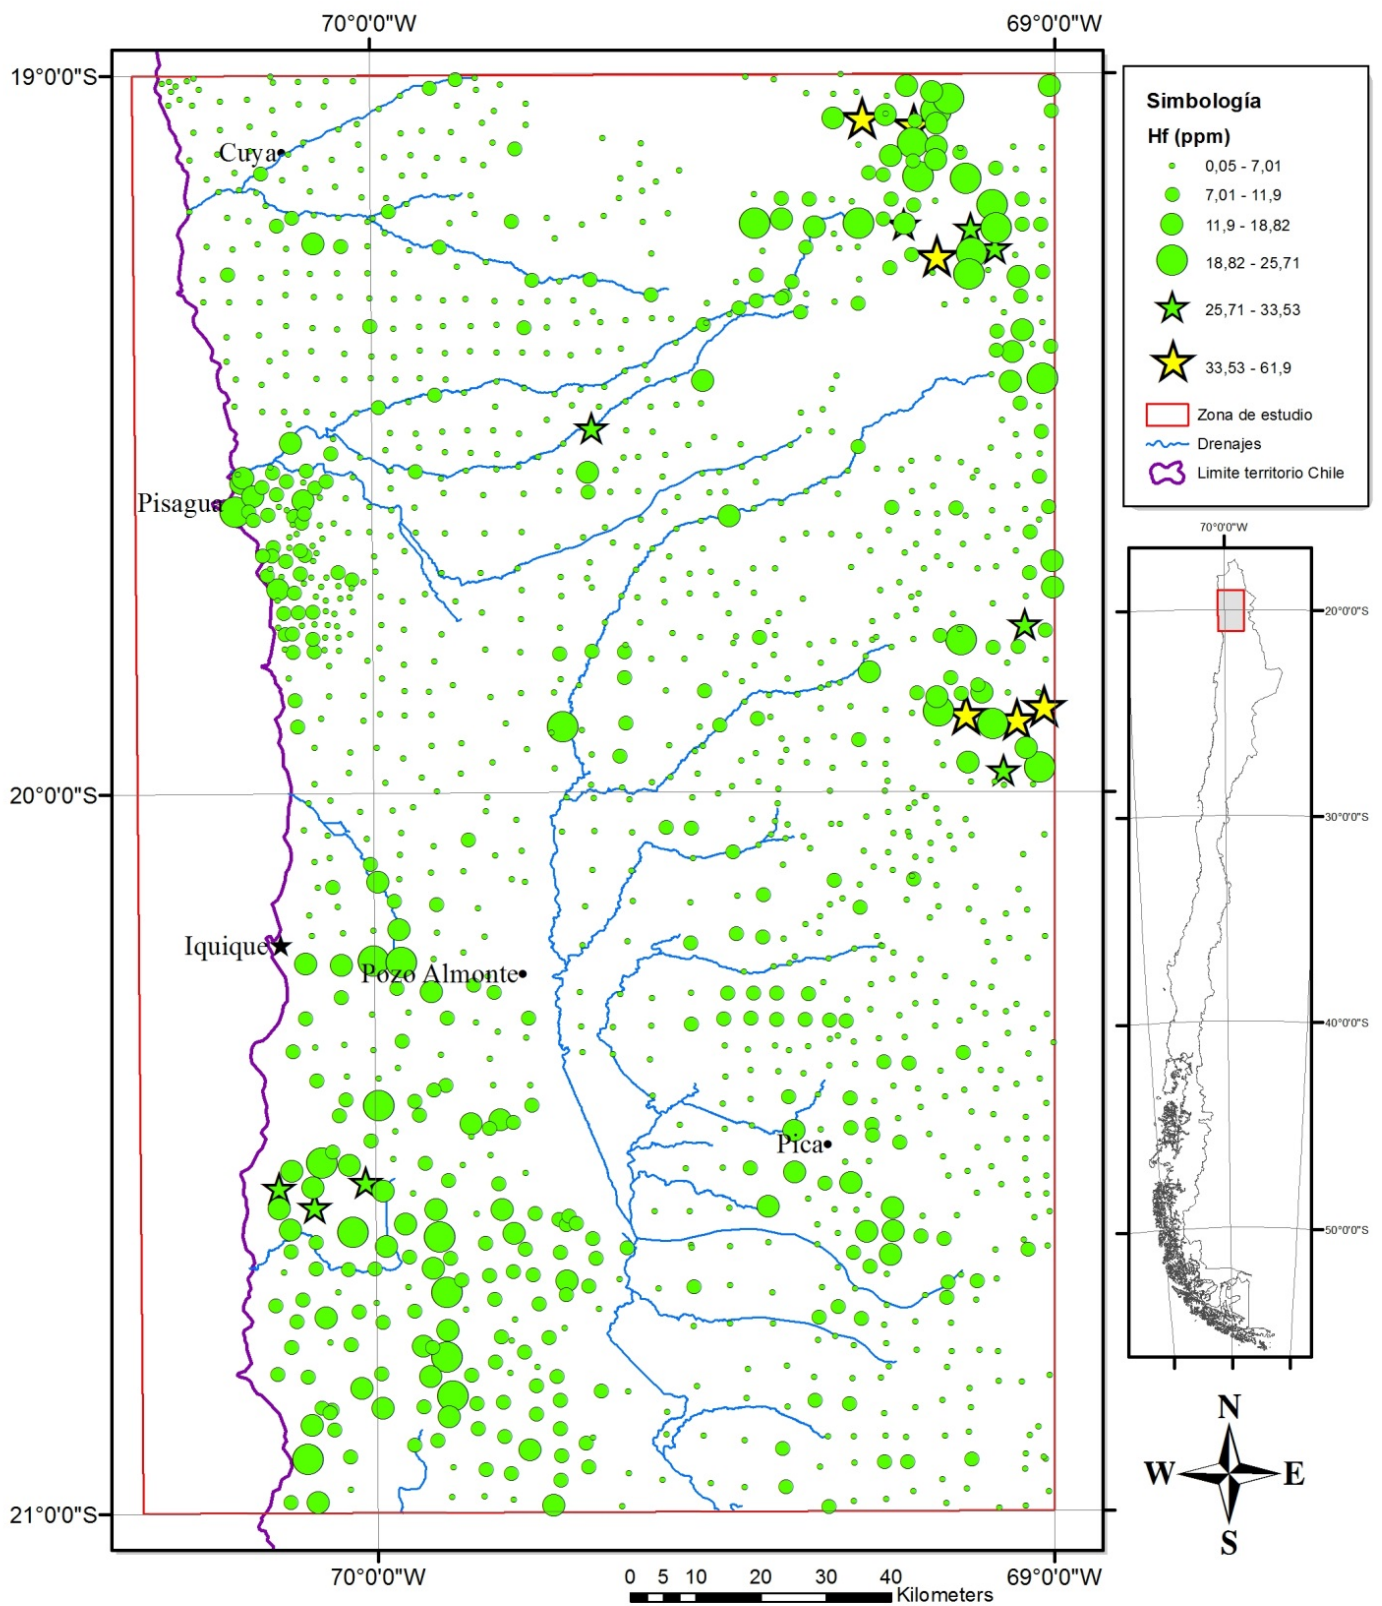 70°0'0"W
69°0'0"W
19°0'0"S
Simbología
Hf (ppm)
0,05 - 7,01
7,01 - 11,9
11,9 - 18,82
18,82 - 25,71
25,71 - 33,53
33,53 - 61,9
Zona de estudio
Drenajes
Limite territorio Chile
Cuya
Pisagua
70°0'0"W
20°0'0"S
30°0'0"S
40°0'0"S
50°0'0"S
20°0'0"S
Iquique
Pozo Almonte
Pica
N
W E
S
21°0'0"S
70°0'0"W
69°0'0"W
0 5 10 20 30 40
Kilometers